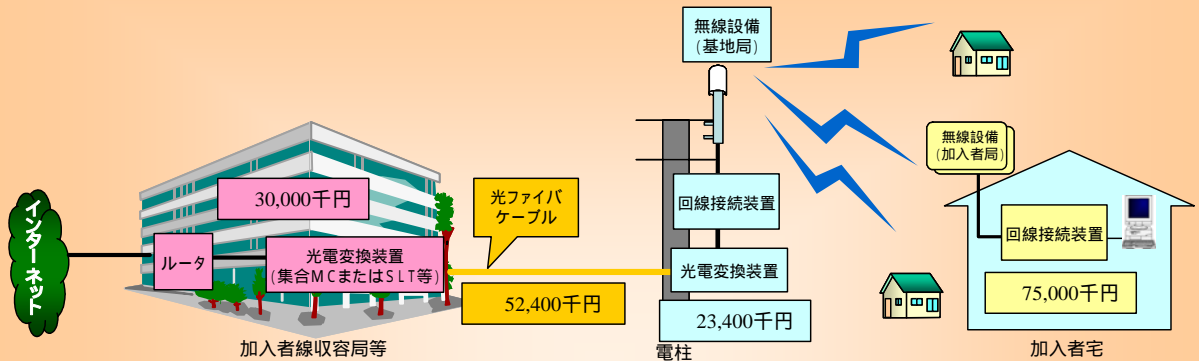 無線設備
(基地局)
無線設備
(加入者局)
30,000千円
光ファイバ
ケーブル
回線接続装置
回線接続装置
インターネット
ルータ
光電変換装置
(集合MCまたはSLT等)
光電変換装置
52,400千円
23,400千円
75,000千円
加入者線収容局等
電柱
加入者宅